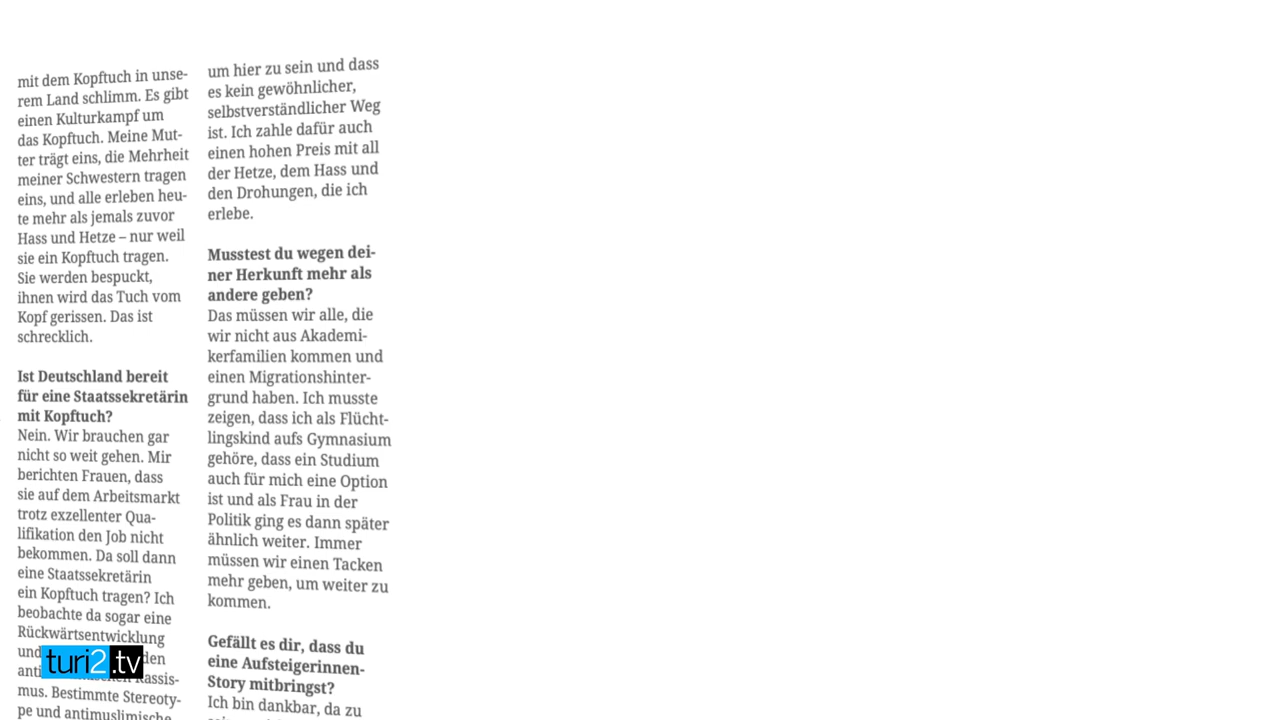 mit dem Kopftuch in unse-
rem Land schlimm. Es gibt
einen Kulturkampf um
das Kopftuch. Meine Mut-
ter trägt eins, die Mehrheit
meiner Schwestern tragen
eins, und alle erleben heu-
te mehr als jemals zuvor
Hass und Hetze – nur weil
sie ein Kopftuch tragen.
Sie werden bespuckt,
ihnen wird das Tuch vom
Kopf gerissen. Das ist
schrecklich.
Ist Deutschland bereit
für eine Staatssekretärin
mit Kopftuch?
Nein. Wir brauchen gar
nicht so weit gehen. Mir
berichten Frauen, dass
sie auf dem Arbeitsmarkt
trotz exzellenter Qua-
lifikation den Job nicht
bekommen. Da soll dann
eine Staatssekretärin
ein Kopftuch tragen? Ich
beobachte da sogar eine
Rückwärtsentwicklung
mus. Bestimmte Stereoty-
pe und antimuslimische
um hier zu sein und dass
es kein gewöhnlicher,
selbstverständlicher Weg
ist. Ich zahle dafür auch
einen hohen Preis mit all
der Hetze, dem Hass und
den Drohungen, die ich
erlebe.
Musstest du wegen dei-
ner Herkunft mehr als
andere geben?
Das müssen wir alle, die
wir nicht aus Akademi-
kerfamilien kommen und
einen Migrationshinter-
grund haben. Ich musste
zeigen, dass ich als Flücht-
lingskind aufs Gymnasium
gehöre, dass ein Studium
auch für mich eine Option
ist und als Frau in der
Politik ging es dann später
ähnlich weiter. Immer
müssen wir einen Tacken
mehr geben, um weiter zu
kommen.
Gefällt es dir, dass du
eine Aufsteigerinnen-
Story mitbringst?
Ich bin dankbar, da zu
turi2.tv